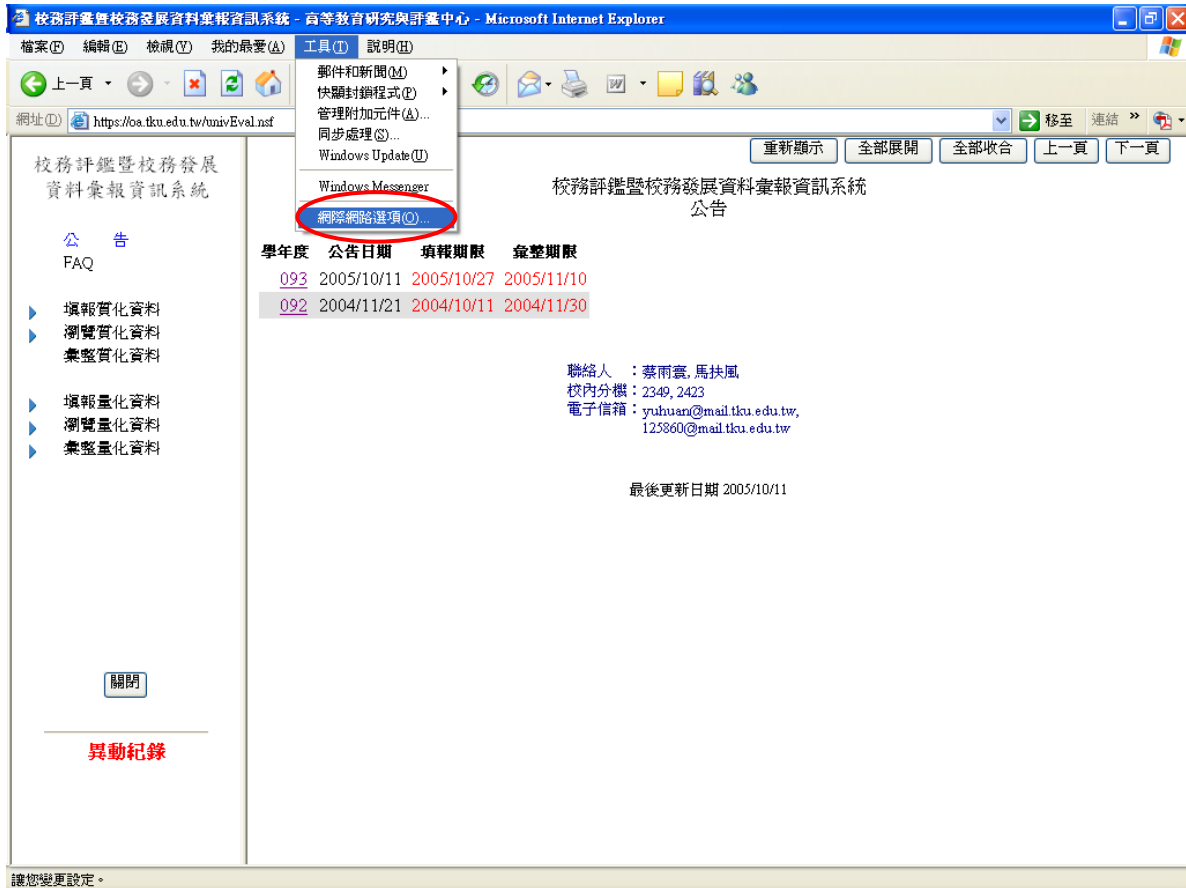 校務評鑑暨校務發展資料彙報資訊系統 - 高等教育研究與評鑑中心 - Microsoft Internet Explorer
檔案(F) 編輯(E) 檢視(V) 我的最愛(A) 工具(T) 說明(H)
郵件和新聞(M)
快顯封鎖程式(P)
管理附加元件(A)...
同步處理(S)...
Windows Update(U)
Windows Messenger
網際網路選項(O)...
上一頁
網址(D) https://oa.tku.edu.tw/univEval.nsf 移至 連結 »
校務評鑑暨校務發展
資料彙報資訊系統
公 告
FAQ
填報質化資料
瀏覽質化資料
彙整質化資料
填報量化資料
瀏覽量化資料
彙整量化資料
關閉
異動紀錄
重新顯示 全部展開 全部收合 上一頁 下一頁
校務評鑑暨校務發展資料彙報資訊系統
公告
學年度 公告日期 填報期限 彙整期限
093 2005/10/11 2005/10/27 2005/11/10
092 2004/11/21 2004/10/11 2004/11/30
聯絡人 :蔡雨寰, 馬扶風
校內分機:2349, 2423
電子信箱:yuhuan@mail.tku.edu.tw,
125860@mail.tku.edu.tw
最後更新日期 2005/10/11
讓您變更設定。